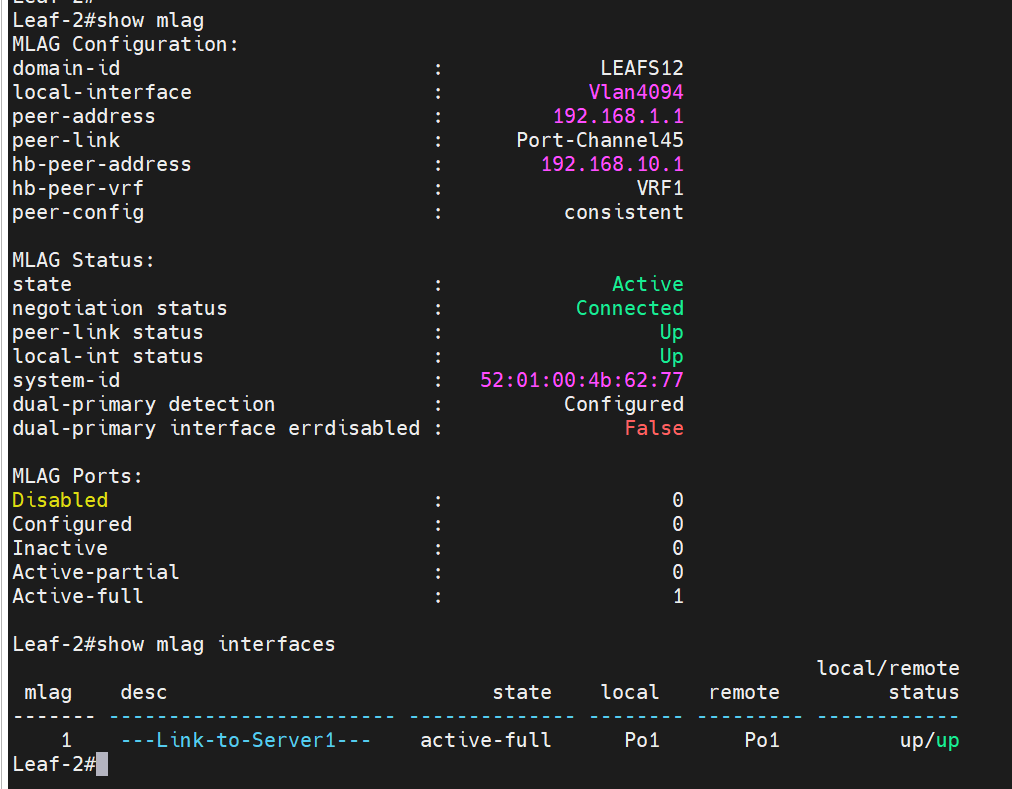 Leaf-2#show mlag
MLAG Configuration:
domain-id : LEAFS12
local-interface : Vlan4094
peer-address : 192.168.1.1
peer-link : Port-Channel45
hb-peer-address : 192.168.10.1
hb-peer-vrf : VRF1
peer-config : consistent
MLAG Status:
state : Active
negotiation status : Connected
peer-link status : Up
local-int status : Up
system-id : 52:01:00:4b:62:77
dual-primary detection : Configured
dual-primary interface errdisabled : False
MLAG Ports:
Disabled : 0
Configured : 0
Inactive : 0
Active-partial : 0
Active-full : 1
Leaf-2#show mlag interfaces
local/remote
mlag desc state local remote status
------- ------------------------ -------------- -------- --------- ------------
1 ---Link-to-Server1--- active-full Po1 Po1 up/up
Leaf-2#